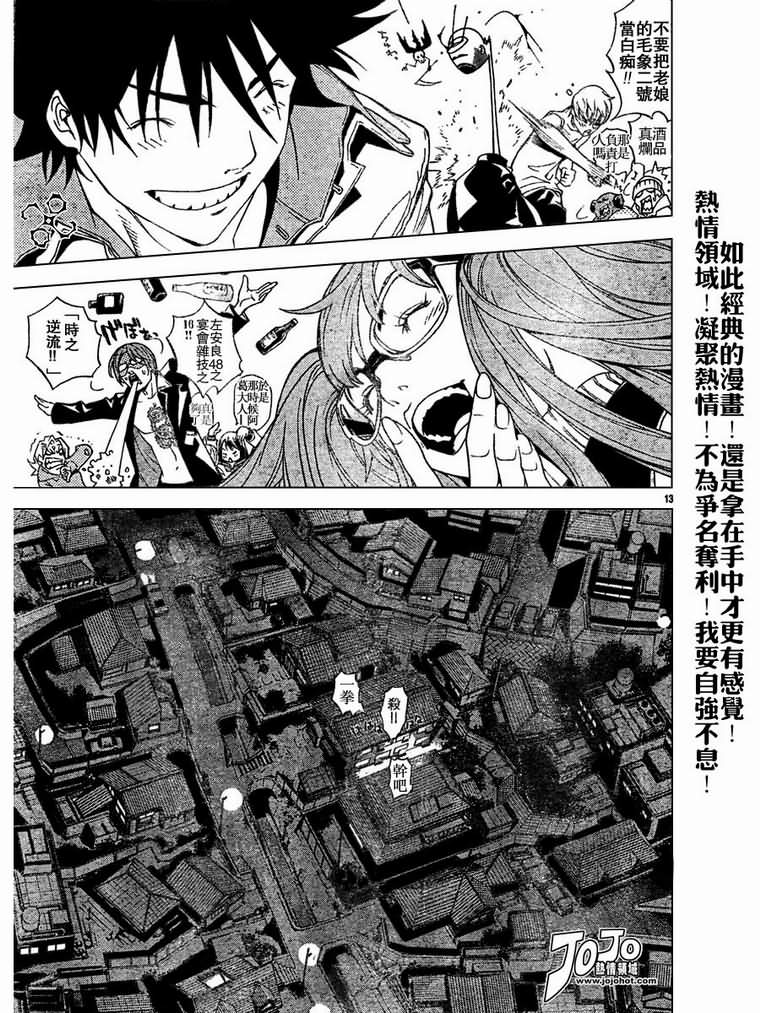 不要把老娘
的毛象二號
當白痴!!
酒品
真爛
那是
負責打
人嗎
左安良48之
宴會雜技之
16!!
「時之
逆流!!」
於是
那時候阿
葛大人
真是
夠了
13
一拳
殺!!
幹吧
如此經典的漫畫！還是拿在手中才更有感覺！
熱情領域！凝聚熱情！不為爭名奪利！我要自強不息！
JOJO
熱情領域
www.jojohot.com